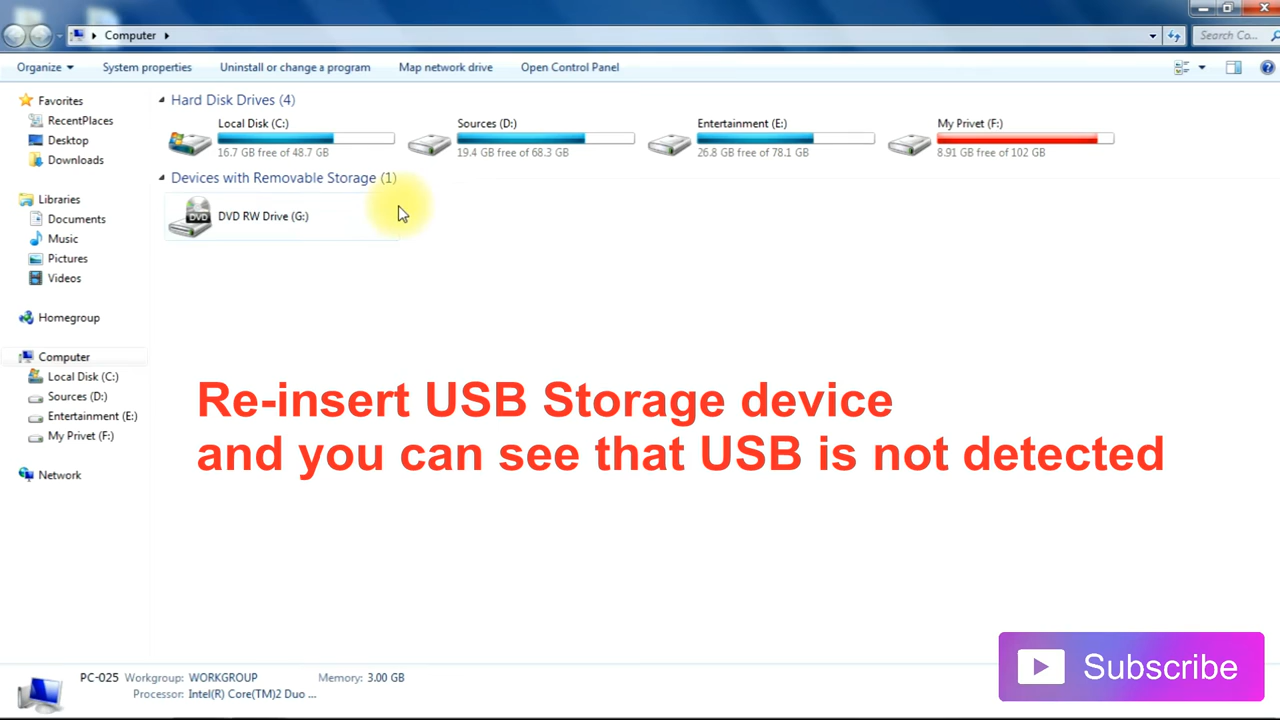 Computer
Search Co...
Organize
System properties
Uninstall or change a program
Map network drive
Open Control Panel
Favorites
RecentPlaces
Desktop
Downloads
Libraries
Documents
Music
Pictures
Videos
Homegroup
Computer
Local Disk (C:)
Sources (D:)
Entertainment (E:)
My Privet (F:)
Network
Hard Disk Drives (4)
Local Disk (C:)
16.7 GB free of 48.7 GB
Sources (D:)
19.4 GB free of 68.3 GB
Entertainment (E:)
26.8 GB free of 78.1 GB
My Privet (F:)
8.91 GB free of 102 GB
Devices with Removable Storage (1)
DVD
DVD RW Drive (G:)
Re-insert USB Storage device
and you can see that USB is not detected
Subscribe
PC-025 Workgroup: WORKGROUP Memory: 3.00 GB
Processor: Intel(R) Core(TM)2 Duo ...